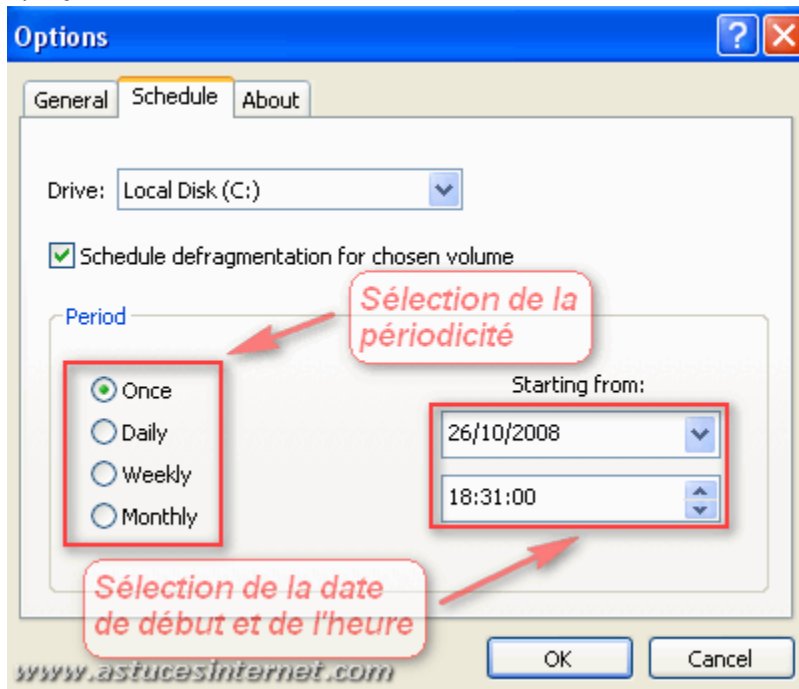 Options
General Schedule About
Drive: Local Disk (C:)
Schedule defragmentation for chosen volume
Sélection de la
périodicité
Period
Once
Daily
Weekly
Monthly
Starting from:
26/10/2008
18:31:00
Sélection de la date
de début et de l'heure
OK Cancel
www.astucesinternet.com